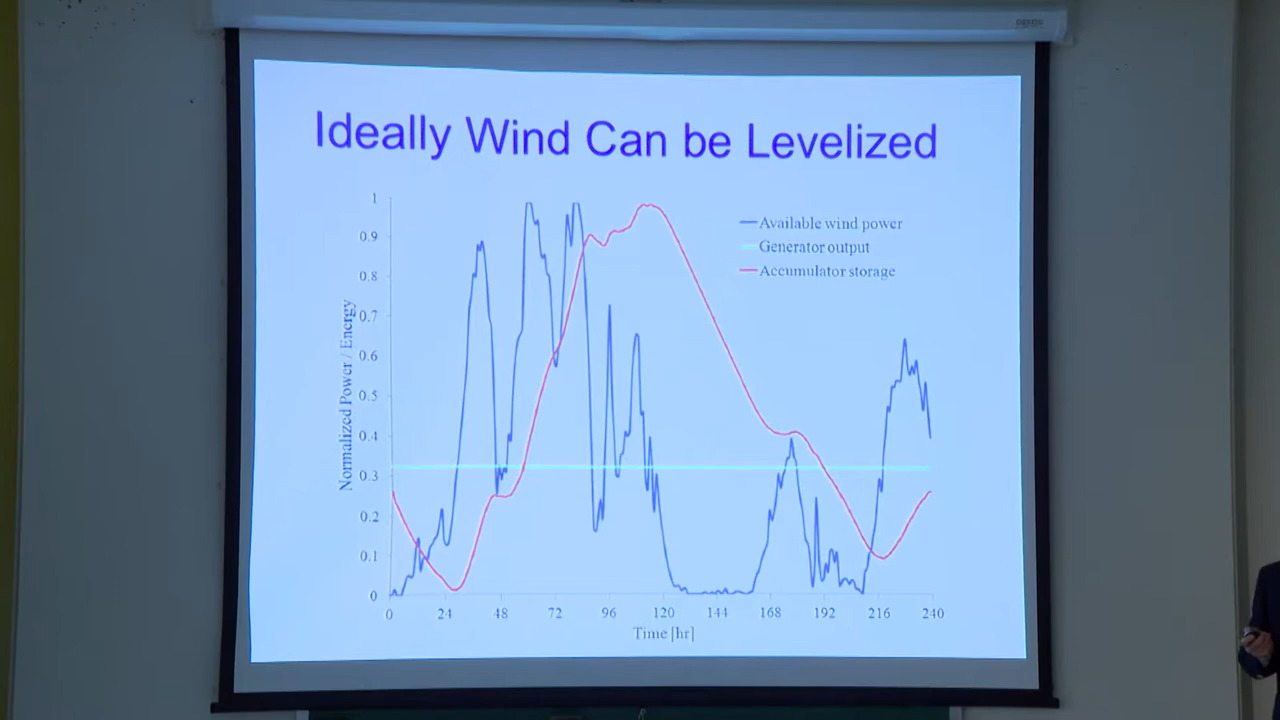 Ideally Wind Can be Levelized
Available wind power
Generator output
Accumulator storage
Normalized Power / Energy
1
0.9
0.8
0.7
0.6
0.5
0.4
0.3
0.2
0.1
0
0 24 48 72 96 120 144 168 192 216 240
Time [hr]